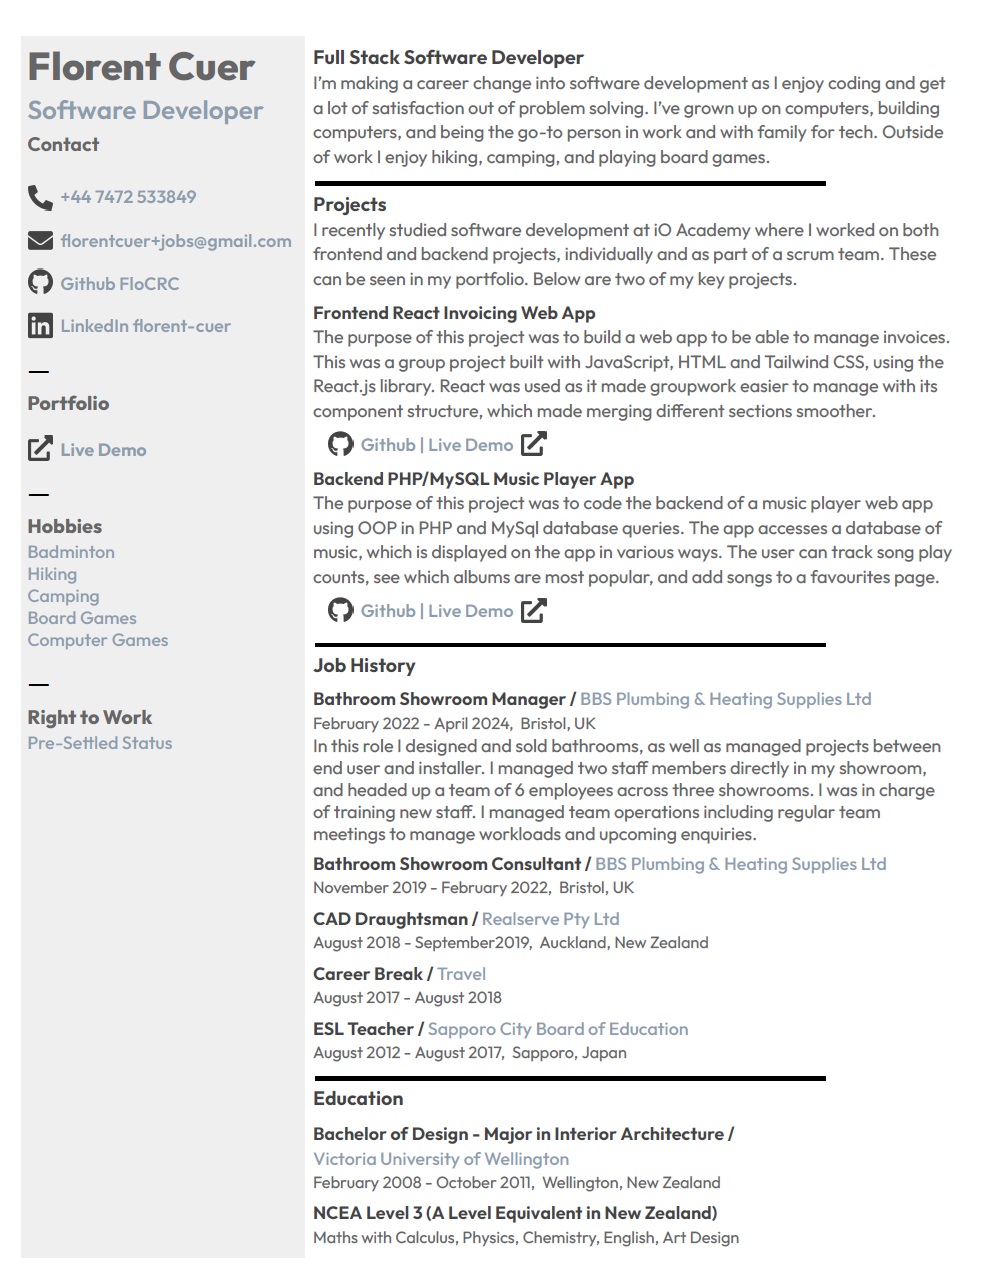 Florent Cuer
Software Developer
Contact
+44 7472 533849
florentcuer+jobs@gmail.com
Github FloCRC
LinkedIn florent-cuer
—
Portfolio
Live Demo
—
Hobbies
Badminton
Hiking
Camping
Board Games
Computer Games
—
Right to Work
Pre-Settled Status
Full Stack Software Developer
I’m making a career change into software development as I enjoy coding and get
a lot of satisfaction out of problem solving. I’ve grown up on computers, building
computers, and being the go-to person in work and with family for tech. Outside
of work I enjoy hiking, camping, and playing board games.
Projects
I recently studied software development at iO Academy where I worked on both
frontend and backend projects, individually and as part of a scrum team. These
can be seen in my portfolio. Below are two of my key projects.
Frontend React Invoicing Web App
The purpose of this project was to build a web app to be able to manage invoices.
This was a group project built with JavaScript, HTML and Tailwind CSS, using the
React.js library. React was used as it made groupwork easier to manage with its
component structure, which made merging different sections smoother.
Github | Live Demo
Backend PHP/MySQL Music Player App
The purpose of this project was to code the backend of a music player web app
using OOP in PHP and MySql database queries. The app accesses a database of
music, which is displayed on the app in various ways. The user can track song play
counts, see which albums are most popular, and add songs to a favourites page.
Github | Live Demo
Job History
Bathroom Showroom Manager / BBS Plumbing & Heating Supplies Ltd
February 2022 - April 2024, Bristol, UK
In this role I designed and sold bathrooms, as well as managed projects between
end user and installer. I managed two staff members directly in my showroom,
and headed up a team of 6 employees across three showrooms. I was in charge
of training new staff. I managed team operations including regular team
meetings to manage workloads and upcoming enquiries.
Bathroom Showroom Consultant / BBS Plumbing & Heating Supplies Ltd
November 2019 - February 2022, Bristol, UK
CAD Draughtsman / Realserve Pty Ltd
August 2018 - September2019, Auckland, New Zealand
Career Break / Travel
August 2017 - August 2018
ESL Teacher / Sapporo City Board of Education
August 2012 - August 2017, Sapporo, Japan
Education
Bachelor of Design - Major in Interior Architecture /
Victoria University of Wellington
February 2008 - October 2011, Wellington, New Zealand
NCEA Level 3 (A Level Equivalent in New Zealand)
Maths with Calculus, Physics, Chemistry, English, Art Design